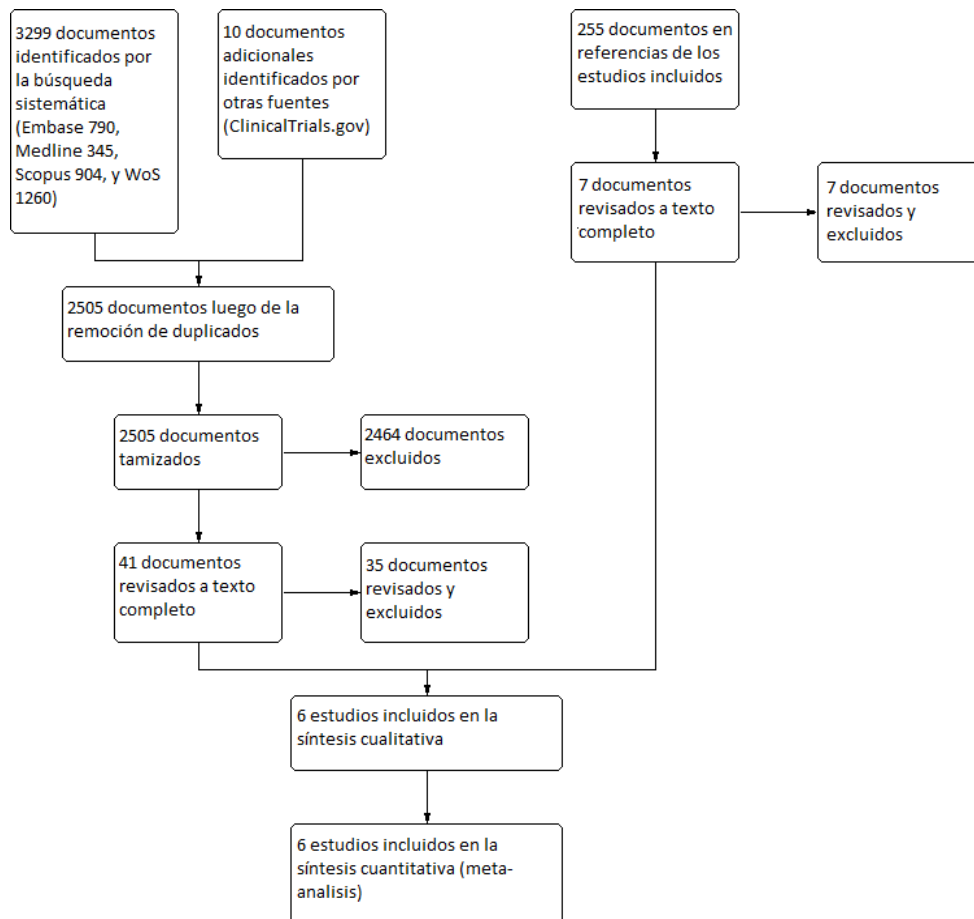 3299 documentos
identificados por
la búsqueda
sistemática
(Embase 790,
Medline 345,
Scopus 904, y WoS
1260)
10 documentos
adicionales
identificados por
otras fuentes
(ClinicalTrials.gov)
255 documentos en
referencias de los
estudios incluidos
7 documentos
revisados a texto
completo
7 documentos
revisados y
excluidos
2505 documentos luego de la
remoción de duplicados
2505 documentos
tamizados
2464 documentos
excluidos
41 documentos
revisados a texto
completo
35 documentos
revisados y
excluidos
6 estudios incluidos en la
síntesis cualitativa
6 estudios incluidos en la
síntesis cuantitativa (meta-
analisis)